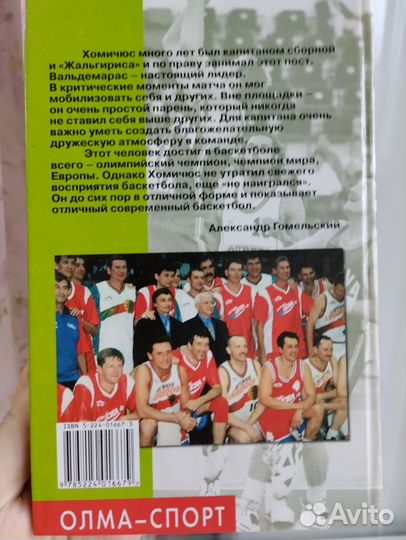 Хомичюс много лет был капитаном сборной
и «Жальгириса» и по праву занимал этот пост.
Вальдемарас – настоящий лидер.
В критические моменты матча он мог
мобилизовать себя и других. Вне площадки –
он очень простой парень, который никогда
не ставил себя выше других. Для капитана очень
важно уметь создать благожелательную
дружескую атмосферу в команде.
Этот человек достиг в баскетболе
всего – олимпийский чемпион, чемпион мира,
Европы. Однако Хомичюс не утратил свежего
восприятия баскетбола, еще «не наигрался».
Он до сих пор в отличной форме и показывает
отличный современный баскетбол.
Александр Гомельский
ISBN 5-224-01667-3
9 785224 016679 >
ОЛМА–СПОРТ
Avito